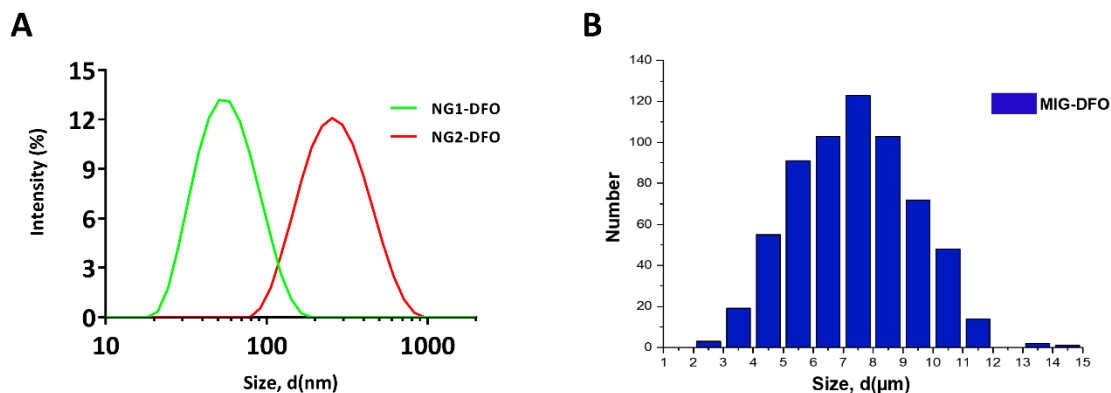 A
15
12
9
6
3
0
Intensity (%)
10
100
1000
Size, d(nm)
NG1-DFO
NG2-DFO
B
140
120
100
80
60
40
20
0
Number
1 2 3 4 5 6 7 8 9 10 11 12 13 14 15
Size, d(μm)
MIG-DFO